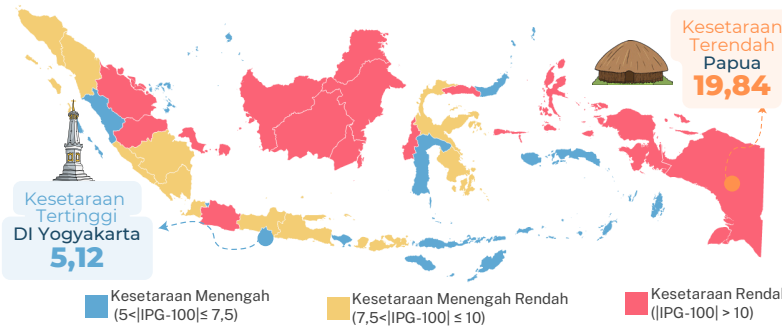 Kesetaraan
Terendah
Papua
19,84
Kesetaraan
Tertinggi
DI Yogyakarta
5,12
Kesetaraan Menengah
(5<|IPG-100|≤ 7,5)
Kesetaraan Menengah Rendah
(7,5<|IPG-100| ≤ 10)
Kesetaraan Renda
(|IPG-100| > 10)